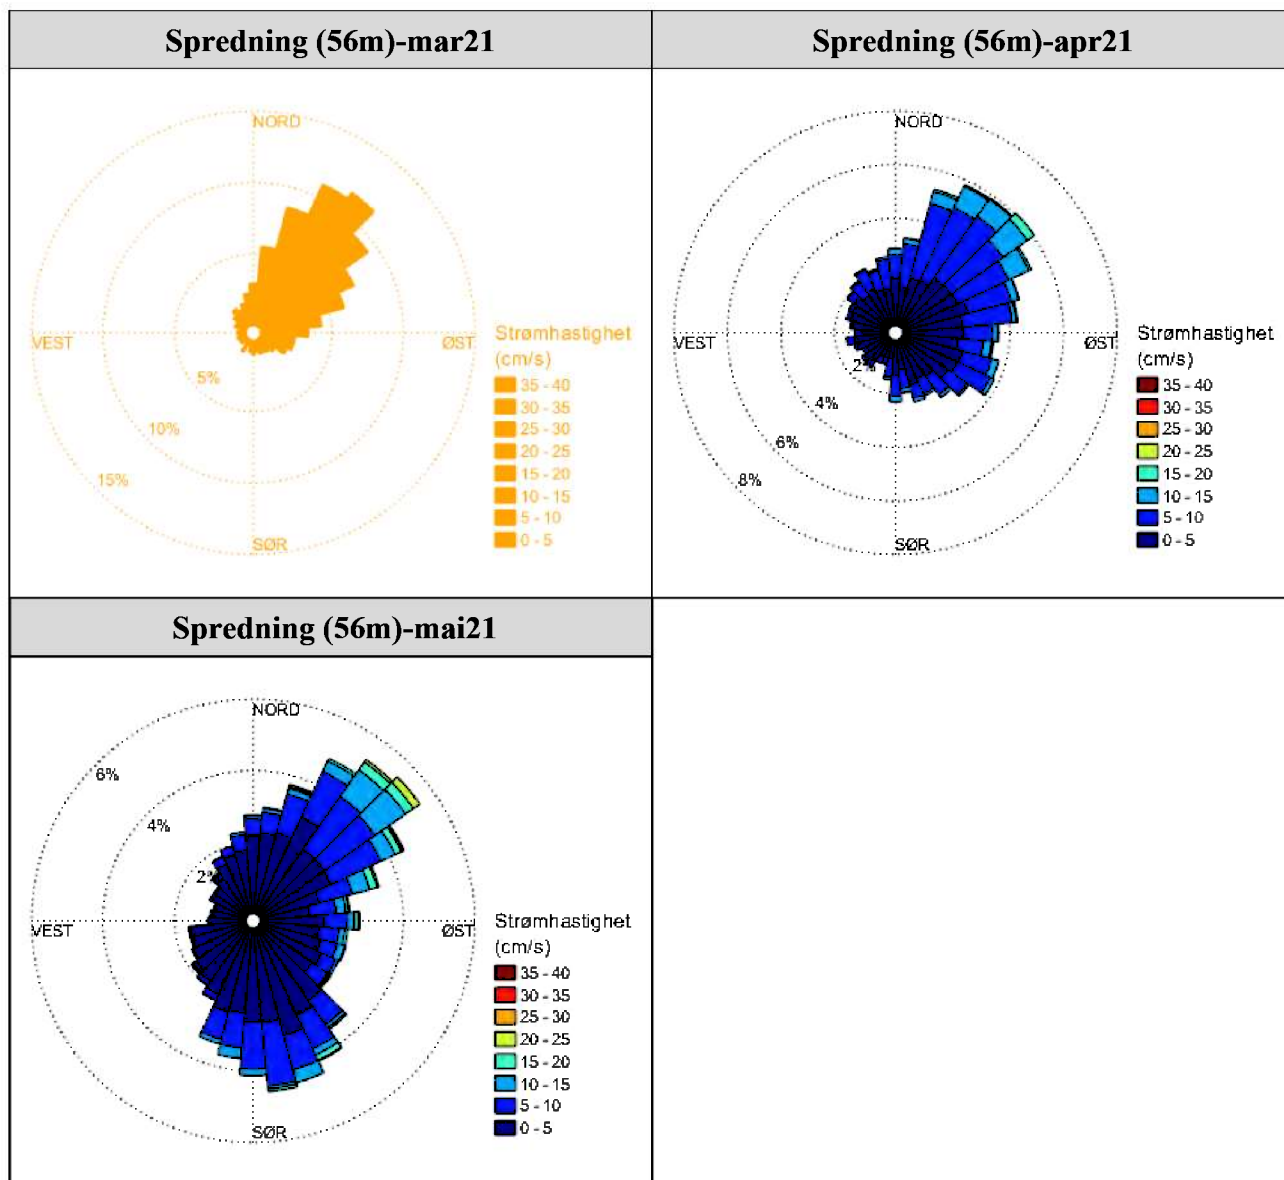 Spredning (56m)-mar21
NORD
VEST
ØST
SØR
5%
10%
15%
Strømhastighet
(cm/s)
35 - 40
30 - 35
25 - 30
20 - 25
15 - 20
10 - 15
5 - 10
0 - 5
Spredning (56m)-apr21
NORD
VEST
ØST
SØR
2%
4%
6%
8%
Strømhastighet
(cm/s)
35 - 40
30 - 35
25 - 30
20 - 25
15 - 20
10 - 15
5 - 10
0 - 5
Spredning (56m)-mai21
NORD
6%
4%
2%
VEST
ØST
SØR
Strømhastighet
(cm/s)
35 - 40
30 - 35
25 - 30
20 - 25
15 - 20
10 - 15
5 - 10
0 - 5